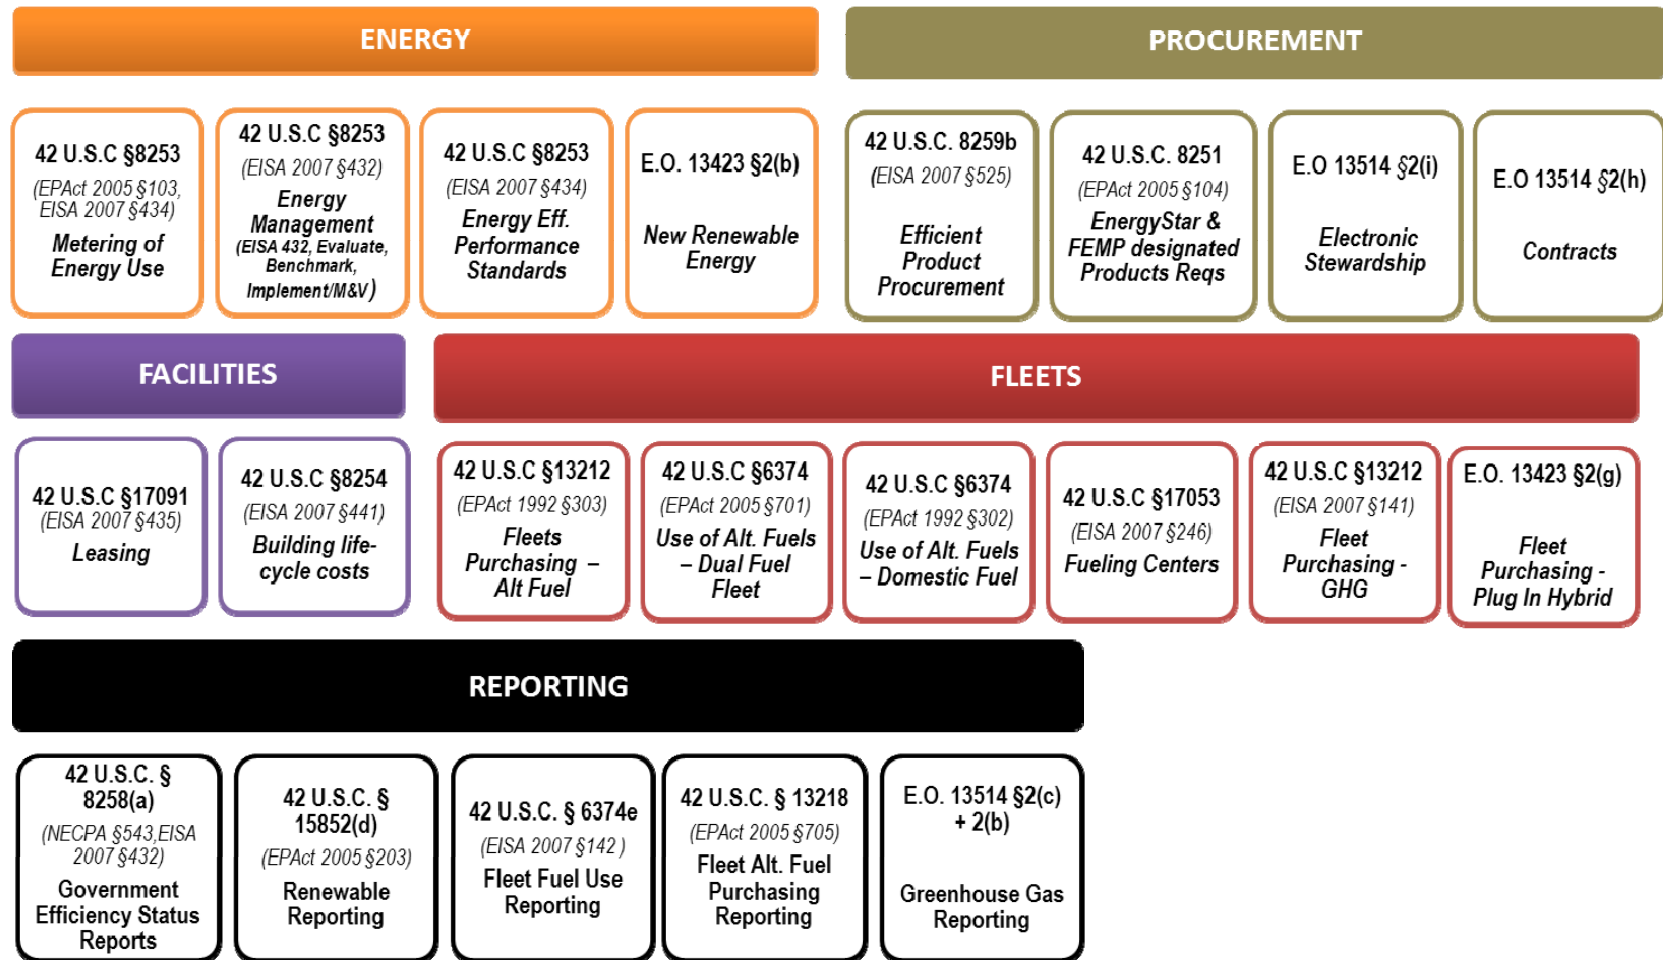 ENERGY
42 U.S.C §8253
(EPAct 2005 §103,
EISA 2007 §434)
Metering of
Energy Use
42 U.S.C §8253
(EISA 2007 §432)
Energy
Management
(EISA 432, Evaluate,
Benchmark,
Implement/M&V)
42 U.S.C §8253
(EISA 2007 §434)
Energy Eff.
Performance
Standards
E.O. 13423 §2(b)
New Renewable
Energy
PROCUREMENT
42 U.S.C. 8259b
(EISA 2007 §525)
Efficient
Product
Procurement
42 U.S.C. 8251
(EPAct 2005 §104)
EnergyStar &
FEMP designated
Products Reqs
E.O 13514 §2(i)
Electronic
Stewardship
E.O 13514 §2(h)
Contracts
FACILITIES
42 U.S.C §17091
(EISA 2007 §435)
Leasing
42 U.S.C §8254
(EISA 2007 §441)
Building life-
cycle costs
FLEETS
42 U.S.C §13212
(EPAct 1992 §303)
Fleets
Purchasing –
Alt Fuel
42 U.S.C §6374
(EPAct 2005 §701)
Use of Alt. Fuels
– Dual Fuel
Fleet
42 U.S.C §6374
(EPAct 1992 §302)
Use of Alt. Fuels
– Domestic Fuel
42 U.S.C §17053
(EISA 2007 §246)
Fueling Centers
42 U.S.C §13212
(EISA 2007 §141)
Fleet
Purchasing -
GHG
E.O. 13423 §2(g)
Fleet
Purchasing -
Plug In Hybrid
REPORTING
42 U.S.C. §
8258(a)
(NECPA §543,EISA
2007 §432)
Government
Efficiency Status
Reports
42 U.S.C. §
15852(d)
(EPAct 2005 §203)
Renewable
Reporting
42 U.S.C. § 6374e
(EISA 2007 §142 )
Fleet Fuel Use
Reporting
42 U.S.C. § 13218
(EPAct 2005 §705)
Fleet Alt. Fuel
Purchasing
Reporting
E.O. 13514 §2(c)
+ 2(b)
Greenhouse Gas
Reporting